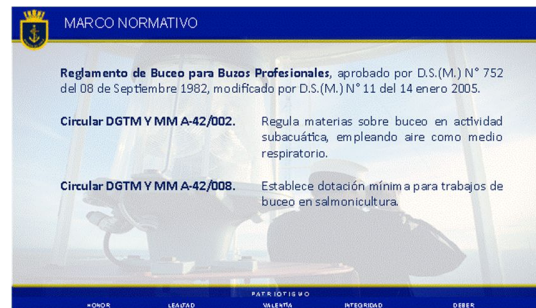 MARCO NORMATIVO
Reglamento de Buceo para Buzos Profesionales, aprobado por D.S.(M.) N° 752
del 08 de Septiembre 1982, modificado por D.S.(M.) N° 11 del 14 enero 2005.
Circular DGTM Y MM A-42/002. Regula materias sobre buceo en actividad
subacuática, empleando aire como medio
respiratorio.
Circular DGTM Y MM A-42/008. Establece dotación mínima para trabajos de
buceo en salmonicultura.
PATRIOTISMO
HONOR LEALTAD VALENTÍA INTEGRIDAD DEBER